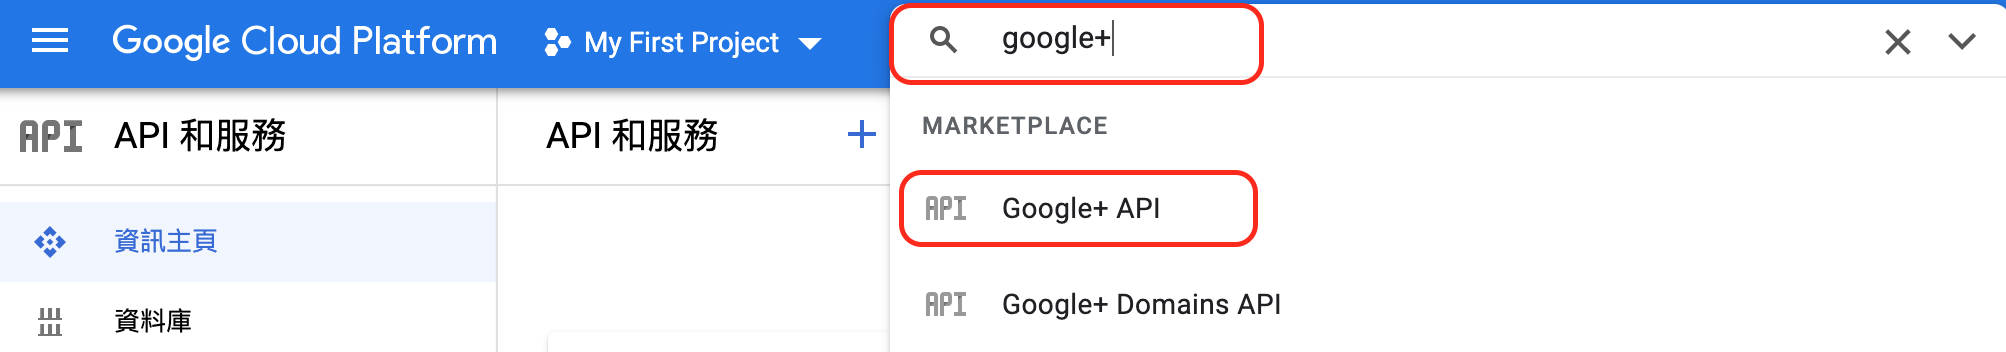 Google Cloud Platform
My First Project
google+
API
API 和服務
API 和服務
MARKETPLACE
API
Google+ API
資訊主頁
API
Google+ Domains API
資料庫